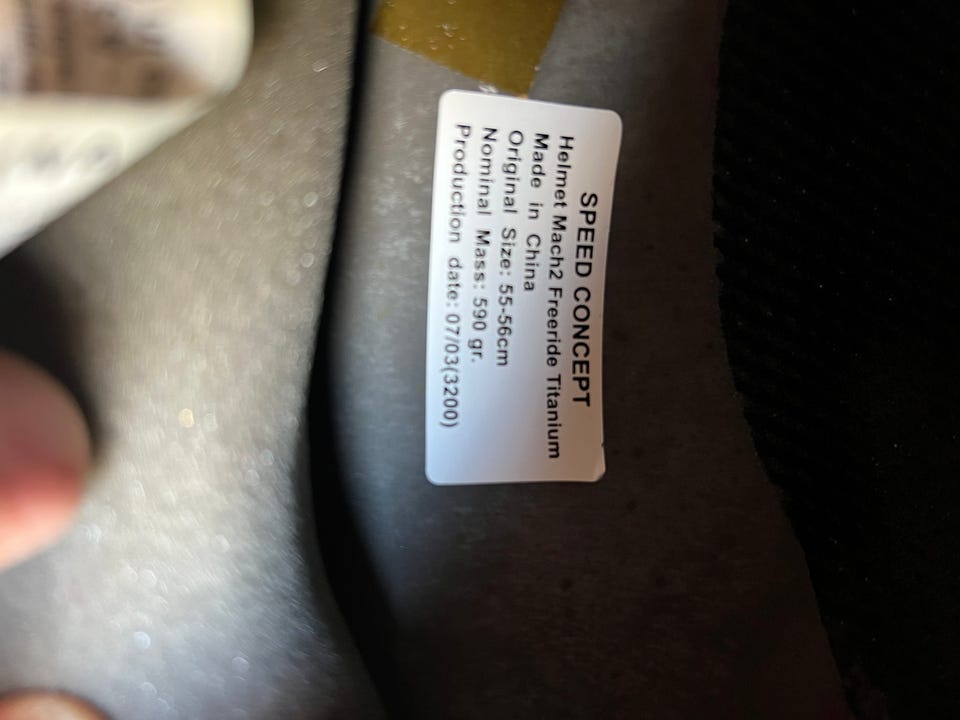 SPEED CONCEPT
Helmet Mach2 Freeride Titanium
Made in China
Original Size: 55-56cm
Nominal Mass: 590 gr.
Production date: 07/03(3200)